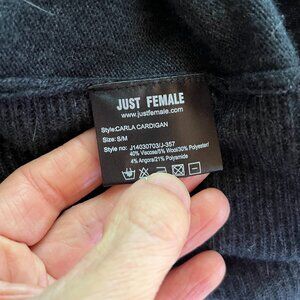 JUST FEMALE
www.justfemale.com
Style:CARLA CARDIGAN
Size: S/M
Style no: J14030703/J-357
40% Viscose/5% Wool/30% Polyester/
4% Angora/21% Polyamide